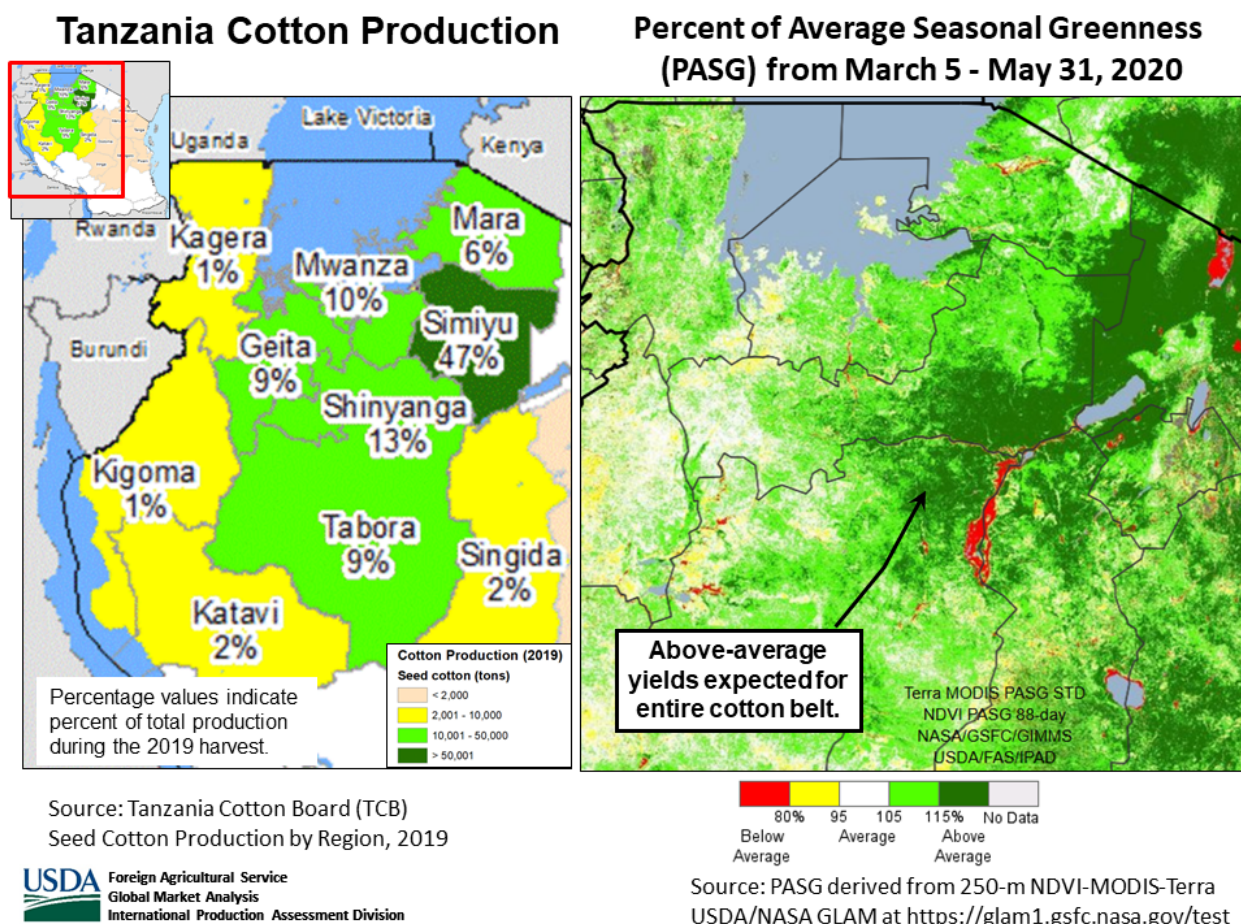 Tanzania Cotton Production
Uganda
Lake Victoria
Kenya
Rwanda
Kagera
1%
Mara
6%
Mwanza
10%
Simiyu
47%
Burundi
Geita
9%
Shinyanga
13%
Kigoma
1%
Tabora
9%
Singida
2%
Katavi
2%
Percentage values indicate
percent of total production
during the 2019 harvest.
Cotton Production (2019)
Seed cotton (tons)
< 2,000
2,001 - 10,000
10,001 - 50,000
> 50,001
Source: Tanzania Cotton Board (TCB)
Seed Cotton Production by Region, 2019
USDA
Foreign Agricultural Service
Global Market Analysis
International Production Assessment Division
Percent of Average Seasonal Greenness
(PASG) from March 5 - May 31, 2020
Above-average
yields expected for
entire cotton belt.
Terra MODIS PASG STD
NDVI PASG 88-day
NASA/GSFC/GIMMS
USDA/FAS/IPAD
80% 95 105 115% No Data
Below Average Average Above Average
Source: PASG derived from 250-m NDVI-MODIS-Terra
USDA/NASA GLAM at https://glam1.gsfc.nasa.gov/test